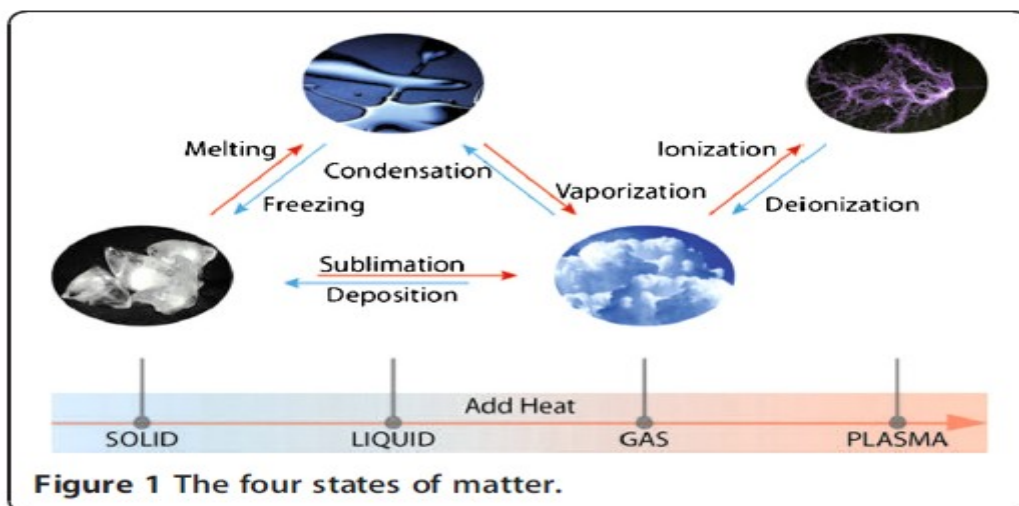 Melting
Condensation
Freezing
Vaporization
Ionization
Deionization
Sublimation
Deposition
Add Heat
SOLID
LIQUID
GAS
PLASMA
Figure 1 The four states of matter.